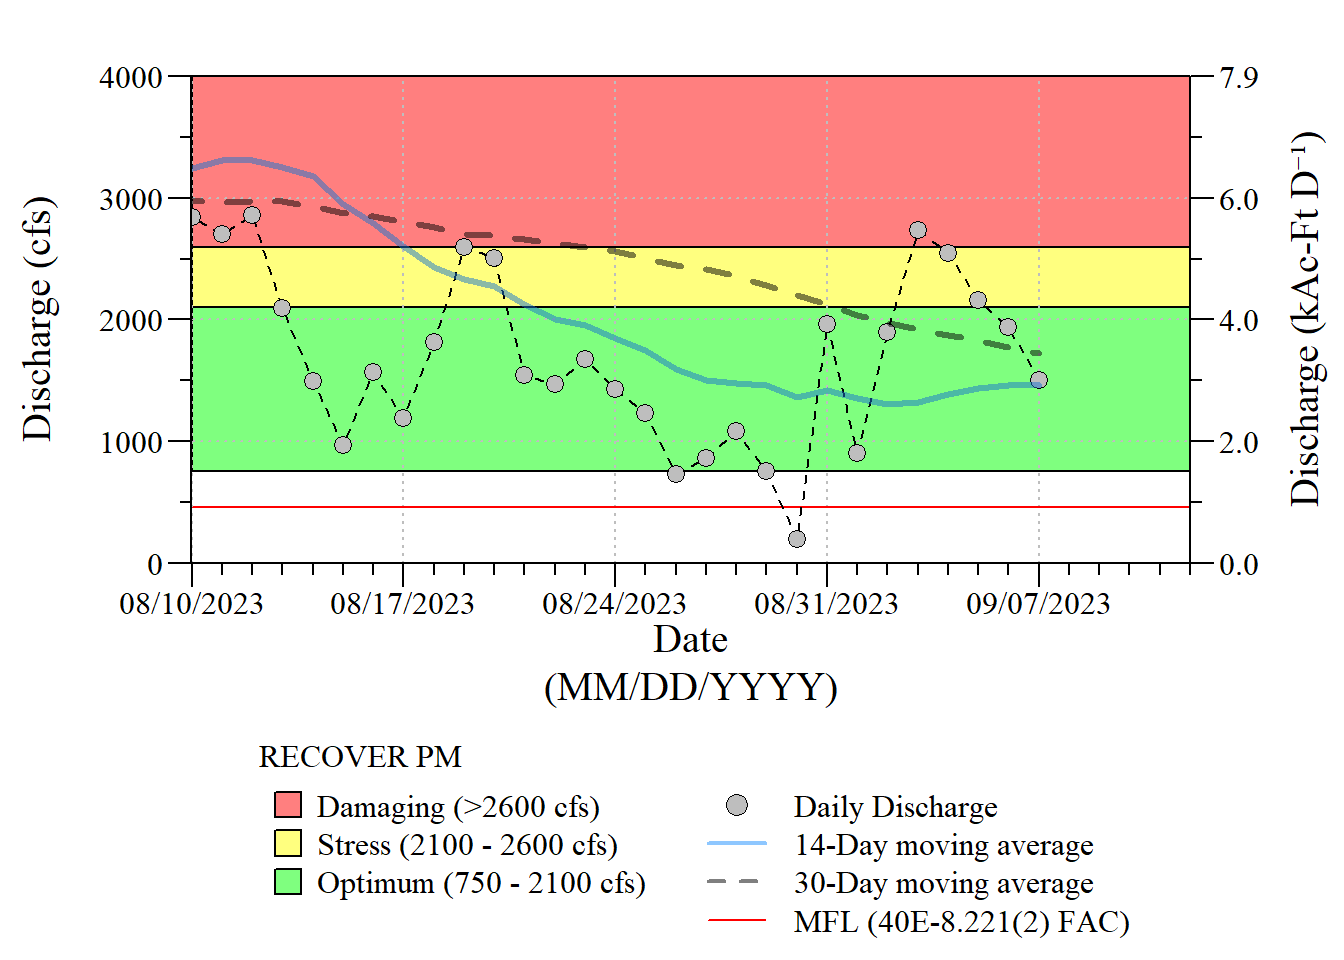 4000
3000
2000
1000
0
Discharge (cfs)
7.9
6.0
4.0
2.0
0.0
Discharge (kAc-Ft D⁻¹)
08/10/2023 08/17/2023 08/24/2023 08/31/2023 09/07/2023
Date
(MM/DD/YYYY)
RECOVER PM
Damaging (>2600 cfs)
Stress (2100 - 2600 cfs)
Optimum (750 - 2100 cfs)
Daily Discharge
14-Day moving average
30-Day moving average
MFL (40E-8.221(2) FAC)